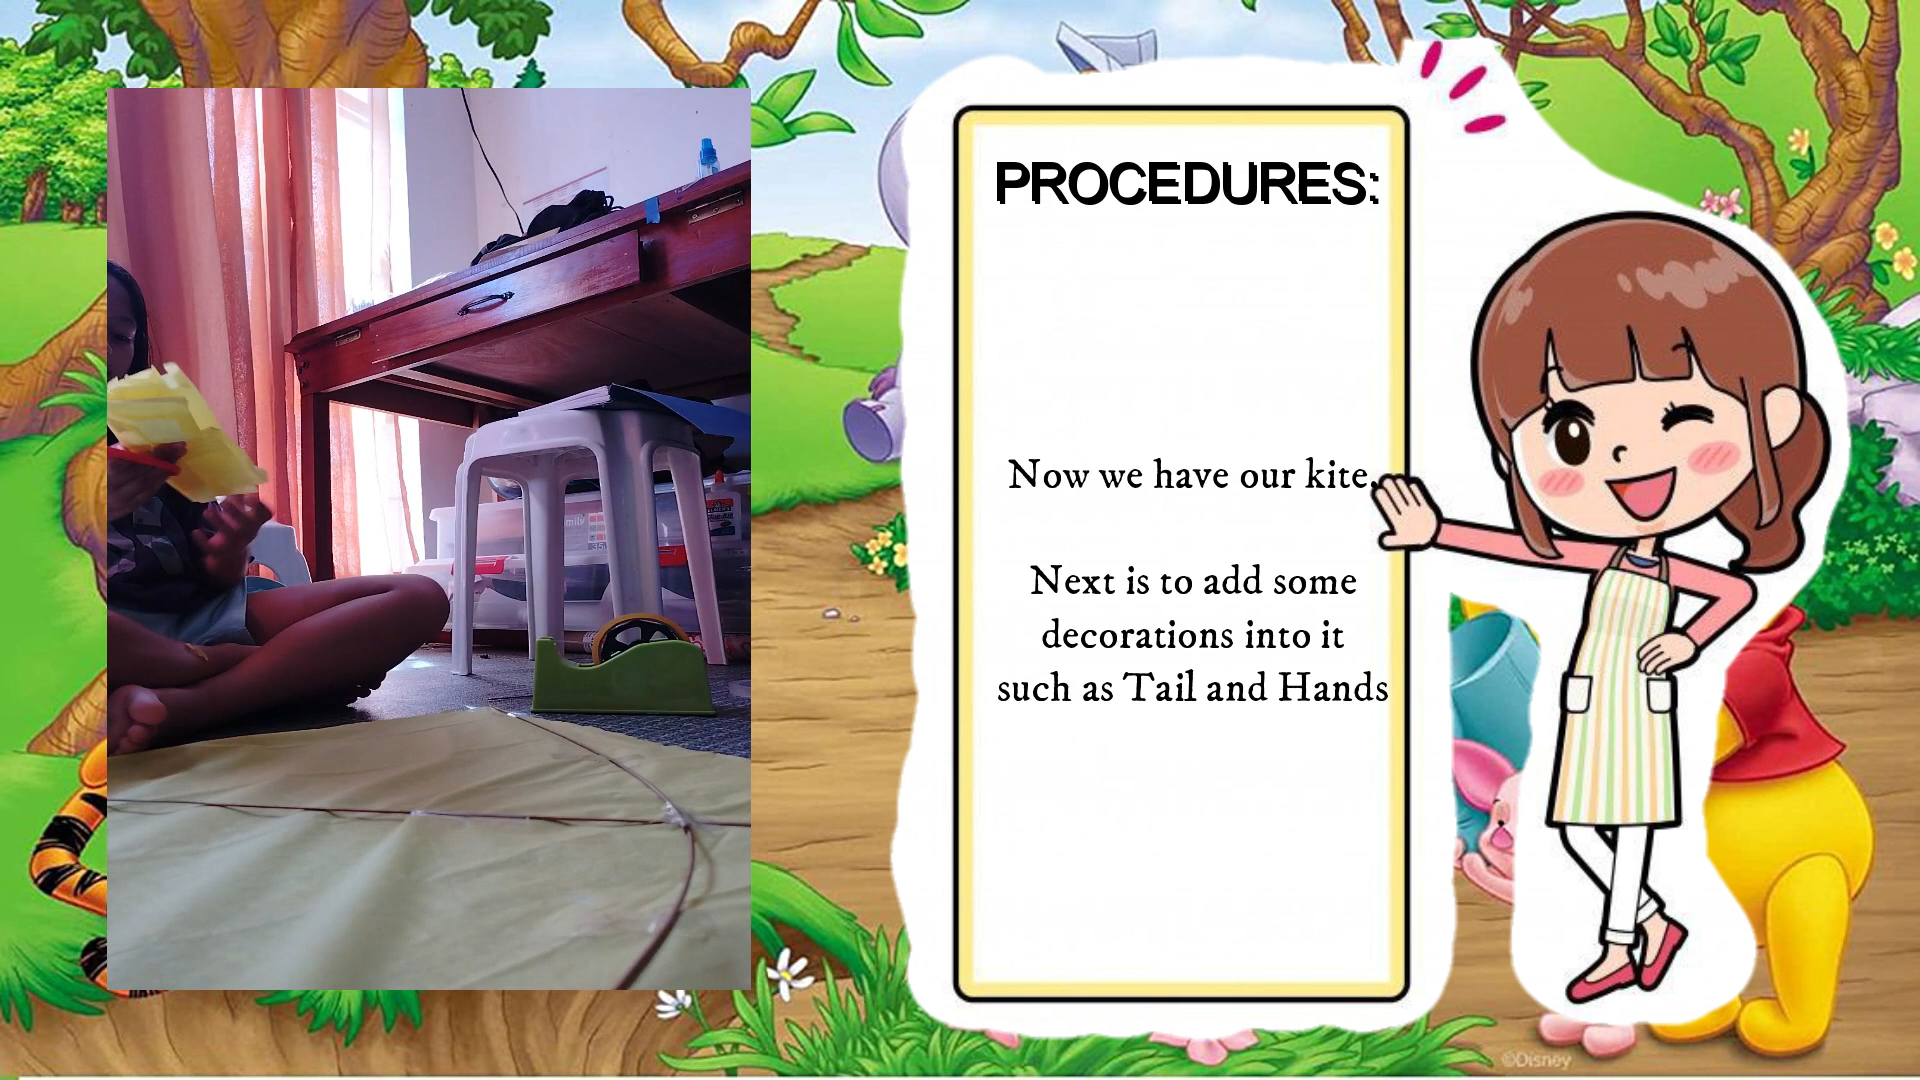 PROCEDURES:
Now we have our kite,
Next is to add some
decorations into it
such as Tail and Hands
©Disney